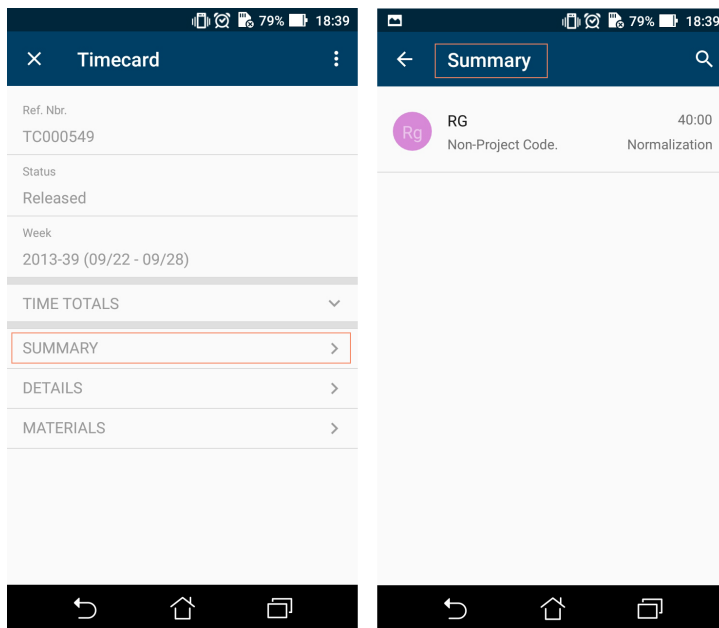 79% 18:39
Timecard
Ref. Nbr.
TC000549
Status
Released
Week
2013-39 (09/22 - 09/28)
TIME TOTALS
SUMMARY
DETAILS
MATERIALS
79% 18:39
Summary
Rg
RG 40:00
Non-Project Code. Normalization